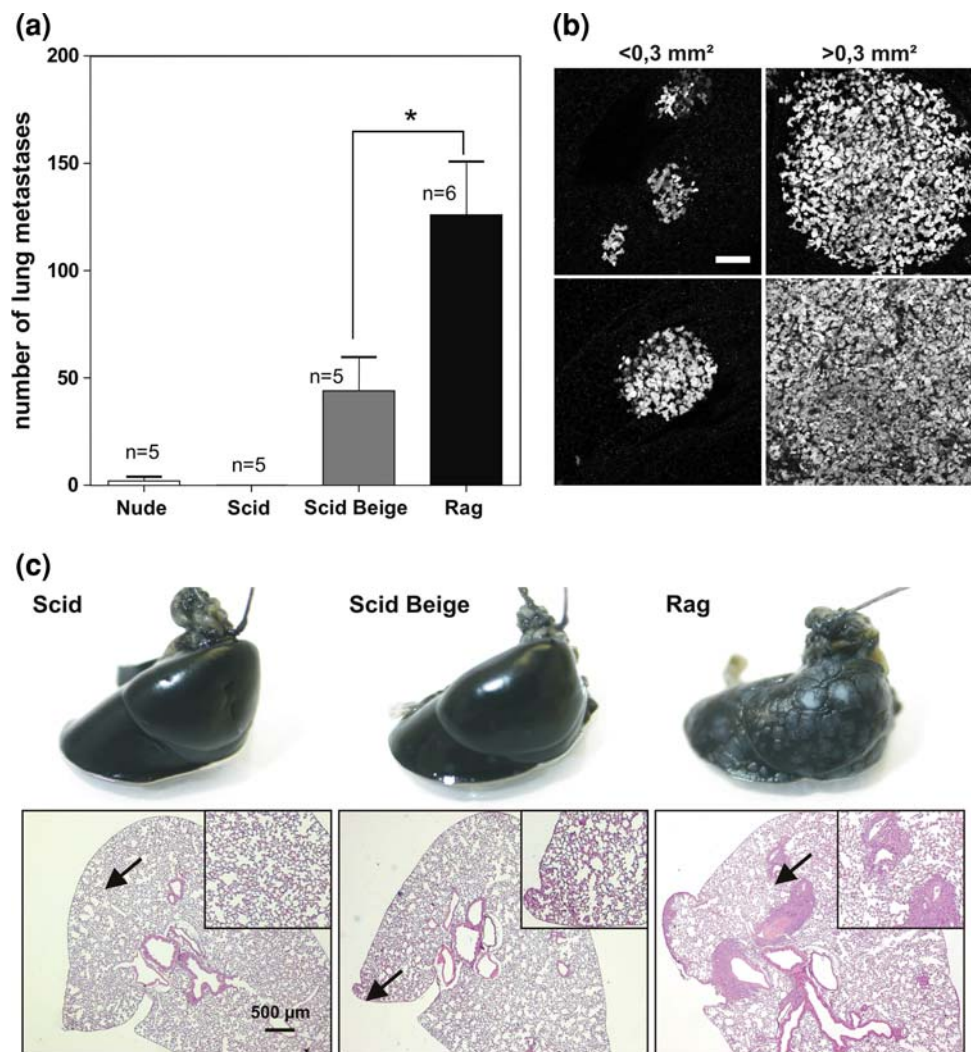 (a)
200
150
100
50
0
number of lung metastases
*
n=5
n=5
n=5
n=6
Nude Scid Scid Beige Rag
(b)
<0,3 mm² >0,3 mm²
(c)
Scid Scid Beige Rag
500 µm